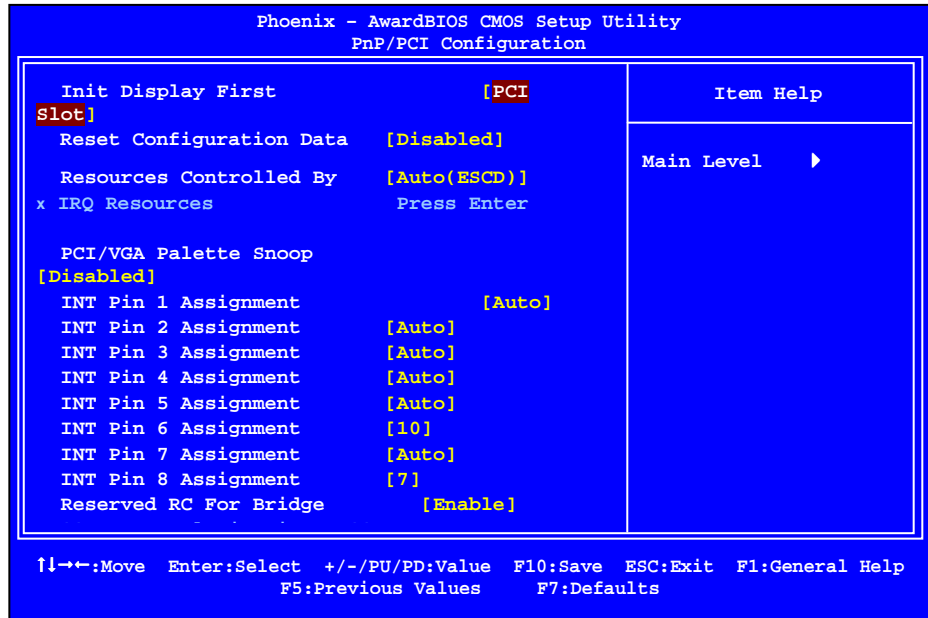 Phoenix – AwardBIOS CMOS Setup Utility
PnP/PCI Configuration
Init Display First [PCI
Slot]
Reset Configuration Data [Disabled]
Resources Controlled By [Auto(ESCD)]
x IRQ Resources Press Enter
PCI/VGA Palette Snoop
[Disabled]
INT Pin 1 Assignment [Auto]
INT Pin 2 Assignment [Auto]
INT Pin 3 Assignment [Auto]
INT Pin 4 Assignment [Auto]
INT Pin 5 Assignment [Auto]
INT Pin 6 Assignment [10]
INT Pin 7 Assignment [Auto]
INT Pin 8 Assignment [7]
Reserved RC For Bridge [Enable]
Item Help
Main Level ▶
↑↓→←:Move Enter:Select +/-/PU/PD:Value F10:Save ESC:Exit F1:General Help
F5:Previous Values F7:Defaults